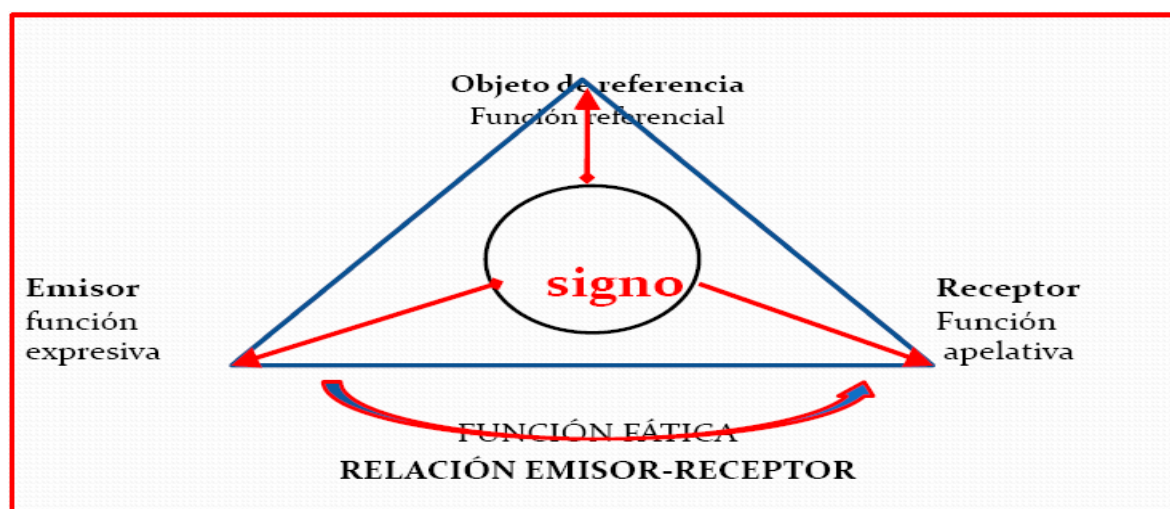 Objeto de referencia
Función referencial
signo
Emisor
función
expresiva
Receptor
Función
apelativa
FUNCIÓN FÁTICA
RELACIÓN EMISOR-RECEPTOR